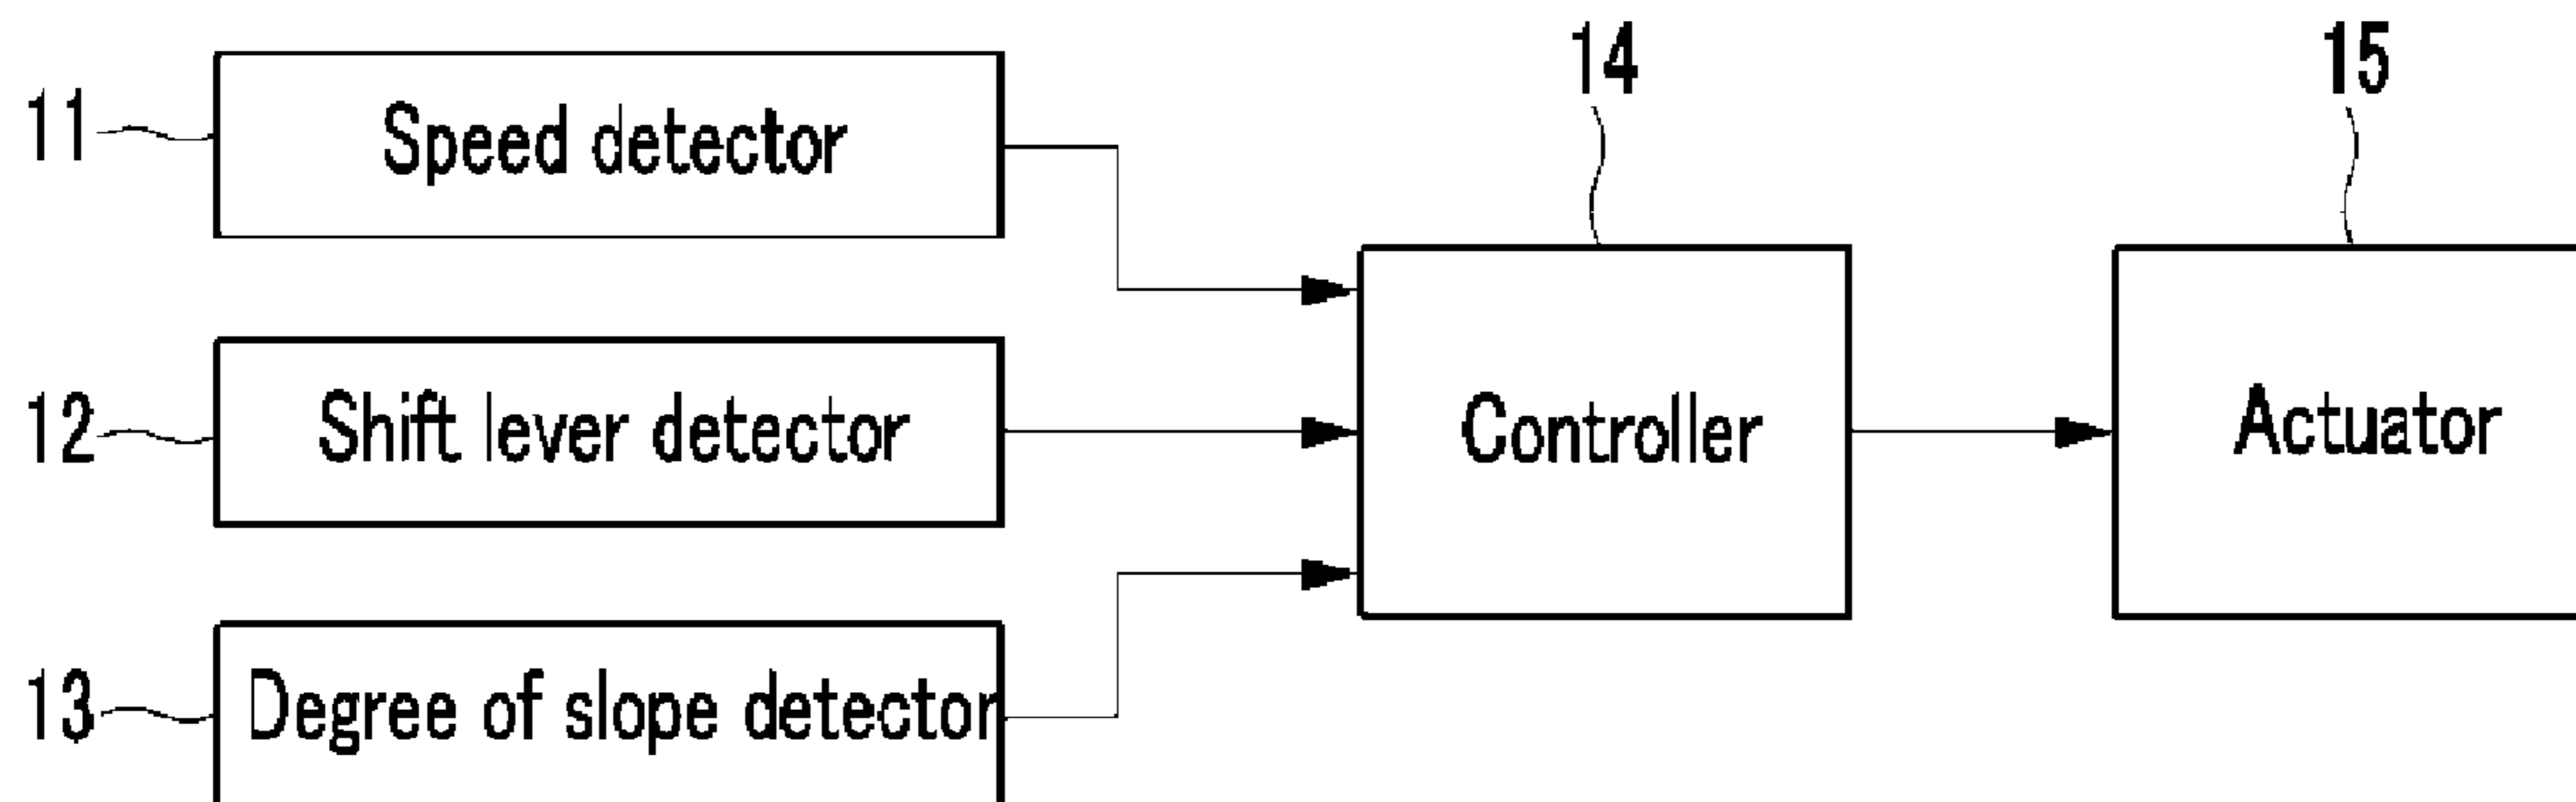 14
15
11
Speed detector
12
Shift lever detector
Controller
Actuator
13
Degree of slope detector